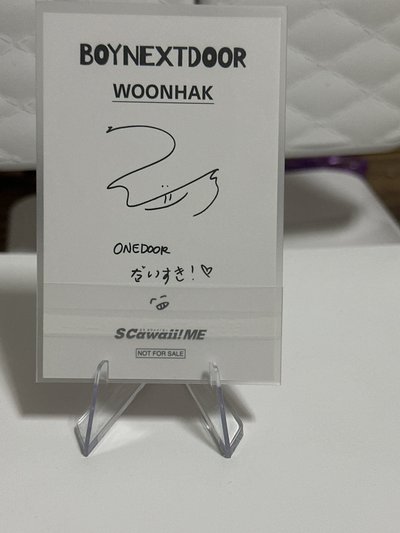 BOYNEXTDOOR
WOONHAK
ONEDOOR
だいすき!♡
SCawaii!ME
NOT FOR SALE